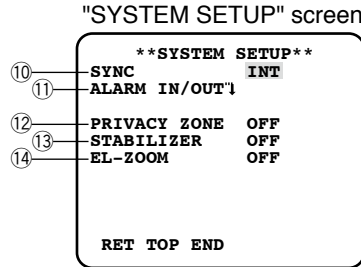 "SYSTEM SETUP" screen
**SYSTEM SETUP**
⑩ SYNC INT
⑪ ALARM IN/OUT↵
⑫ PRIVACY ZONE OFF
⑬ STABILIZER OFF
⑭ EL-ZOOM OFF
RET TOP END